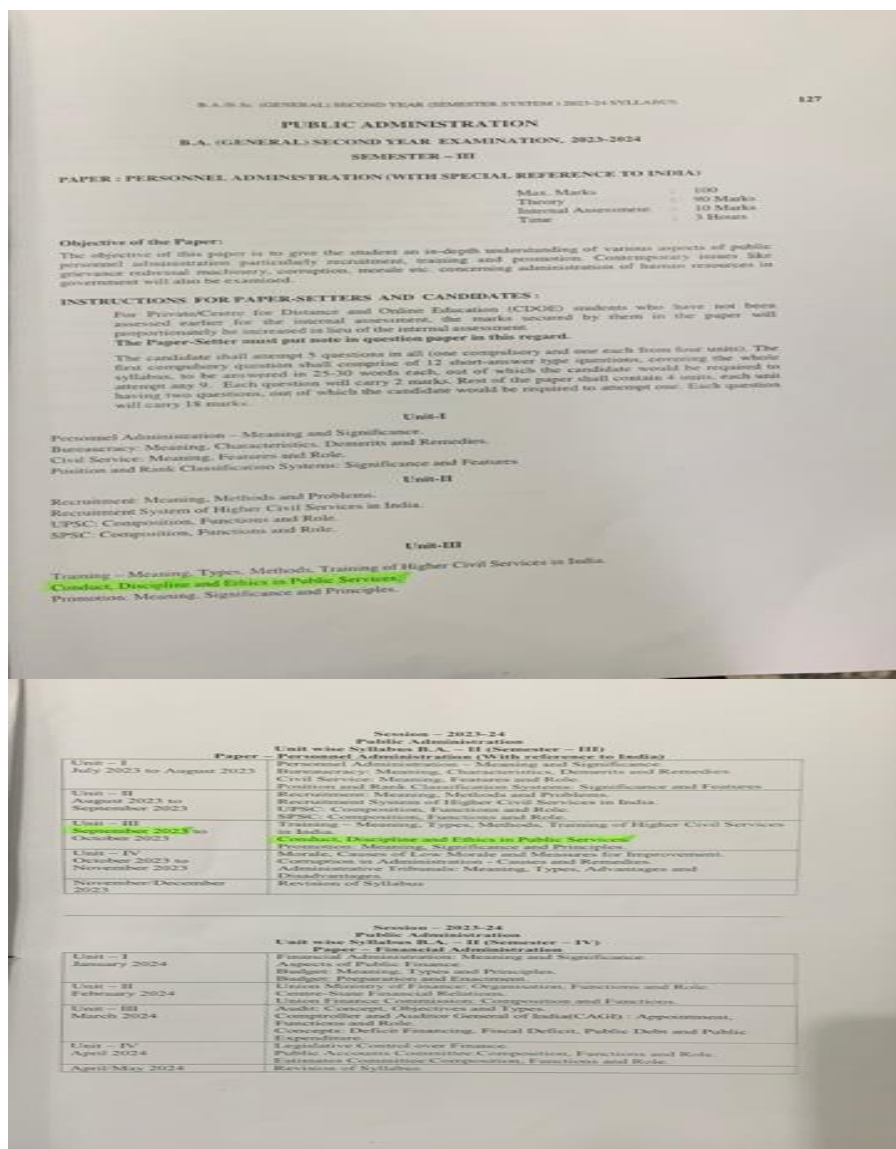 B.A./B.Sc. (GENERAL) SECOND YEAR (SEMESTER SYSTEM) 2023-24 SYLLABUS 127
PUBLIC ADMINISTRATION
B.A. (GENERAL) SECOND YEAR EXAMINATION, 2023-2024
SEMESTER – III
PAPER : PERSONNEL ADMINISTRATION (WITH SPECIAL REFERENCE TO INDIA)
Max. Marks : 100
Theory : 90 Marks
Internal Assessment : 10 Marks
Time : 3 Hours
Objective of the Paper:
The objective of this paper is to give the student an in-depth understanding of various aspects of public
personnel administration particularly recruitment, training and promotion. Contemporary issues like
grievance redressal machinery, corruption, morale etc. concerning administration of human resources in
government will also be examined.
INSTRUCTIONS FOR PAPER-SETTERS AND CANDIDATES :
For Private/Centre for Distance and Online Education (CDOE) students who have not been
assessed earlier for the internal assessment, the marks secured by them in the paper will
proportionately be increased in lieu of the internal assessment.
The Paper-Setter must put note in question paper in this regard.
The candidate shall attempt 5 questions in all (one compulsory and one each from four units). The
first compulsory question shall comprise of 12 short-answer type questions, covering the whole
syllabus, to be answered in 25-30 words each, out of which the candidate would be required to
attempt any 9. Each question will carry 2 marks. Rest of the paper shall contain 4 units, each unit
having two questions, out of which the candidate would be required to attempt one. Each question
will carry 18 marks.
Unit-I
Personnel Administration – Meaning and Significance.
Bureaucracy: Meaning, Characteristics, Demerits and Remedies.
Civil Service: Meaning, Features and Role.
Position and Rank Classification Systems: Significance and Features
Unit-II
Recruitment: Meaning, Methods and Problems.
Recruitment System of Higher Civil Services in India.
UPSC: Composition, Functions and Role.
SPSC: Composition, Functions and Role.
Unit-III
Training – Meaning, Types, Methods, Training of Higher Civil Services in India.
Conduct, Discipline and Ethics in Public Services.
Promotion: Meaning, Significance and Principles.
Session – 2023-24
Public Administration
Unit wise Syllabus B.A. – II (Semester – III)
Paper – Personnel Administration (With reference to India)
Unit – I
July 2023 to August 2023
Personnel Administration – Meaning and Significance.
Bureaucracy: Meaning, Characteristics, Demerits and Remedies
Civil Service: Meaning, Features and Role.
Position and Rank Classification Systems: Significance and Features
Unit – II
August 2023 to
September 2023
Recruitment: Meaning, Methods and Problems.
Recruitment System of Higher Civil Services in India.
UPSC: Composition, Functions and Role.
SPSC: Composition, Functions and Role.
Unit – III
September 2023 to
October 2023
Training – Meaning, Types, Methods, Training of Higher Civil Services
in India.
Conduct, Discipline and Ethics in Public Services.
Promotion: Meaning, Significance and Principles.
Unit – IV
October 2023 to
November 2023
Morale, Causes of Low Morale and Measures for Improvement.
Corruption in Administration – Causes and Remedies.
Administrative Tribunals: Meaning, Types, Advantages and
Disadvantages.
November/December
2023
Revision of Syllabus
Session – 2023-24
Public Administration
Unit wise Syllabus B.A. – II (Semester – IV)
Paper – Financial Administration
Unit – I
January 2024
Financial Administration: Meaning and Significance.
Aspects of Public Finance.
Budget: Meaning, Types and Principles.
Budget: Preparation and Enactment.
Unit – II
February 2024
Union Ministry of Finance: Organisation, Functions and Role.
Centre-State Financial Relations.
Union Finance Commission: Composition and Functions.
Unit – III
March 2024
Audit: Concept, Objectives and Types.
Comptroller and Auditor General of India(CAGI) : Appointment,
Functions and Role.
Concepts: Deficit Financing, Fiscal Deficit, Public Debt and Public
Expenditure.
Unit – IV
April 2024
Legislative Control over Finance.
Public Accounts Committee Composition, Functions and Role.
Estimates Committee Composition, Functions and Role.
April/May 2024
Revision of Syllabus